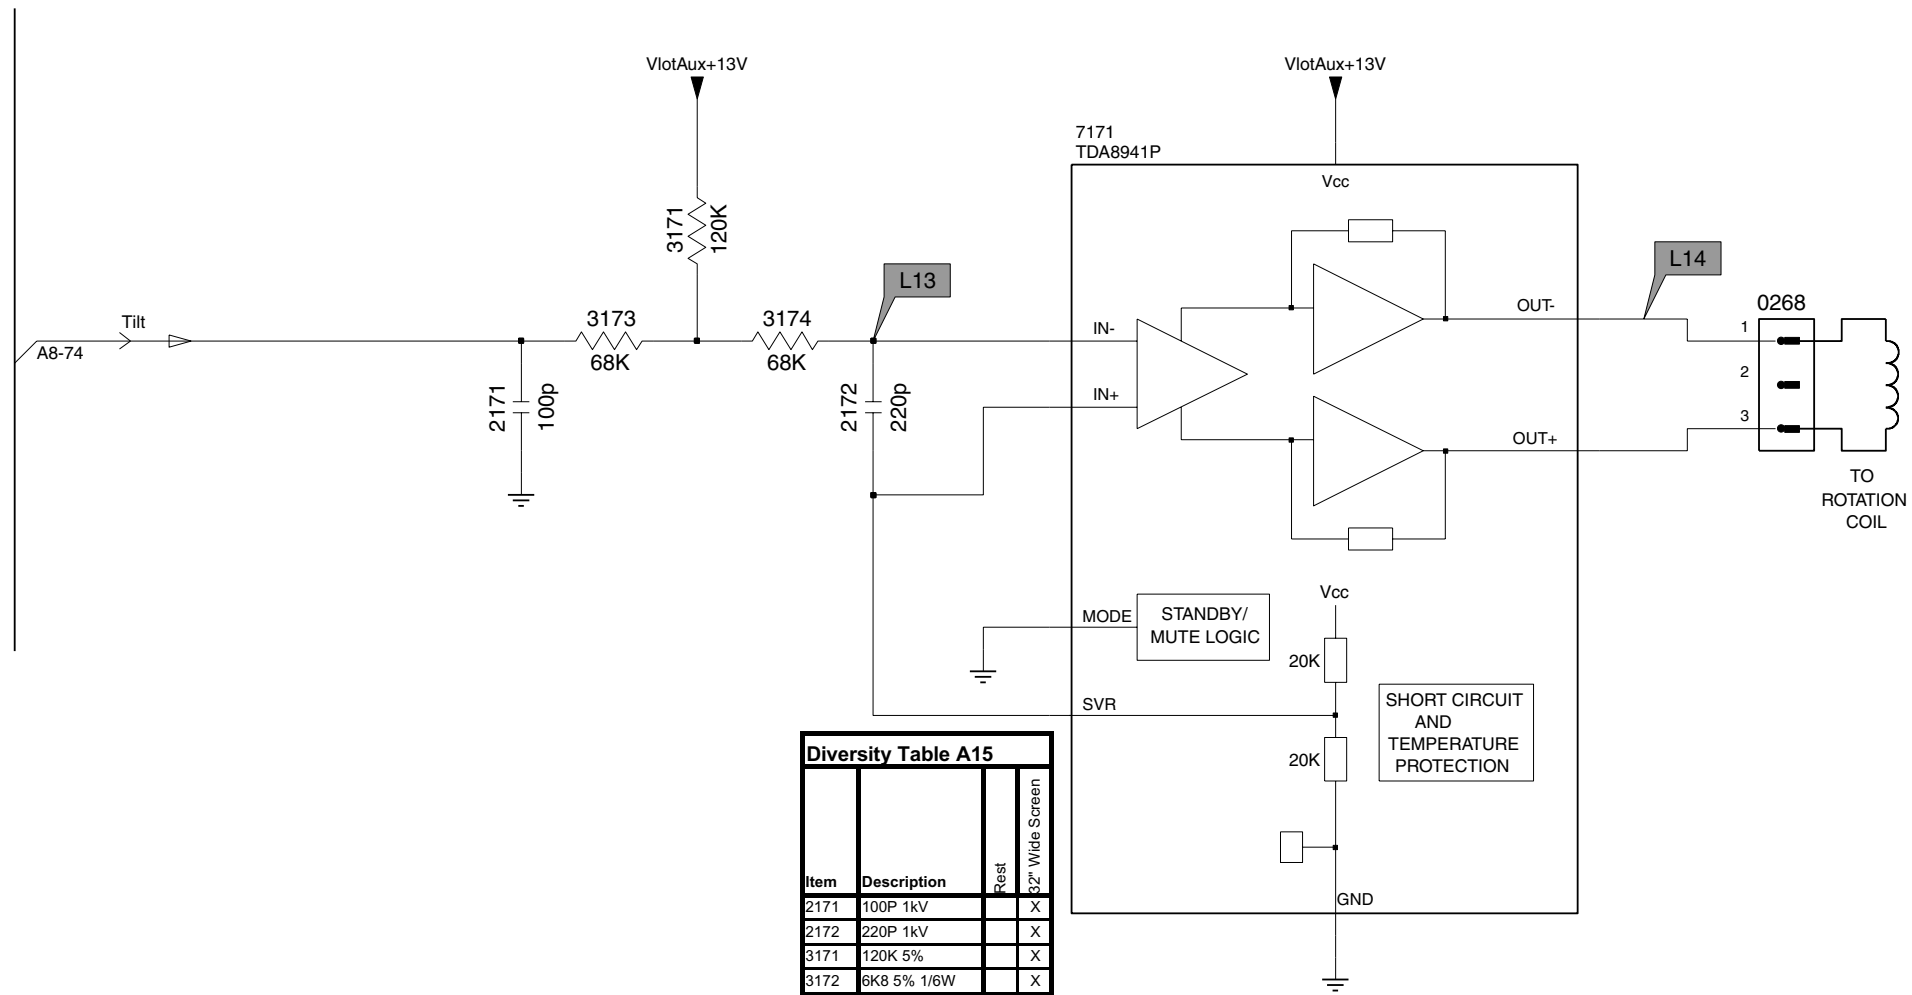 VlotAux+13V
VlotAux+13V
7171
TDA8941P
Vcc
3171
120K
L13
L14
0268
Tilt
A8-74
3173
68K
3174
68K
IN-
OUT-
1
2
3
2171
100p
2172
220p
IN+
OUT+
TO
ROTATION
COIL
Vcc
MODE
STANDBY/
MUTE LOGIC
20K
SVR
SHORT CIRCUIT
AND
TEMPERATURE
PROTECTION
20K
GND
Diversity Table A15
Item Description Rest 32" Wide Screen
2171 100P 1kV X
2172 220P 1kV X
3171 120K 5% X
3172 6K8 5% 1/6W X